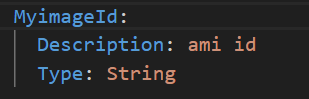 MyimageId:
  Description: ami id
  Type: String